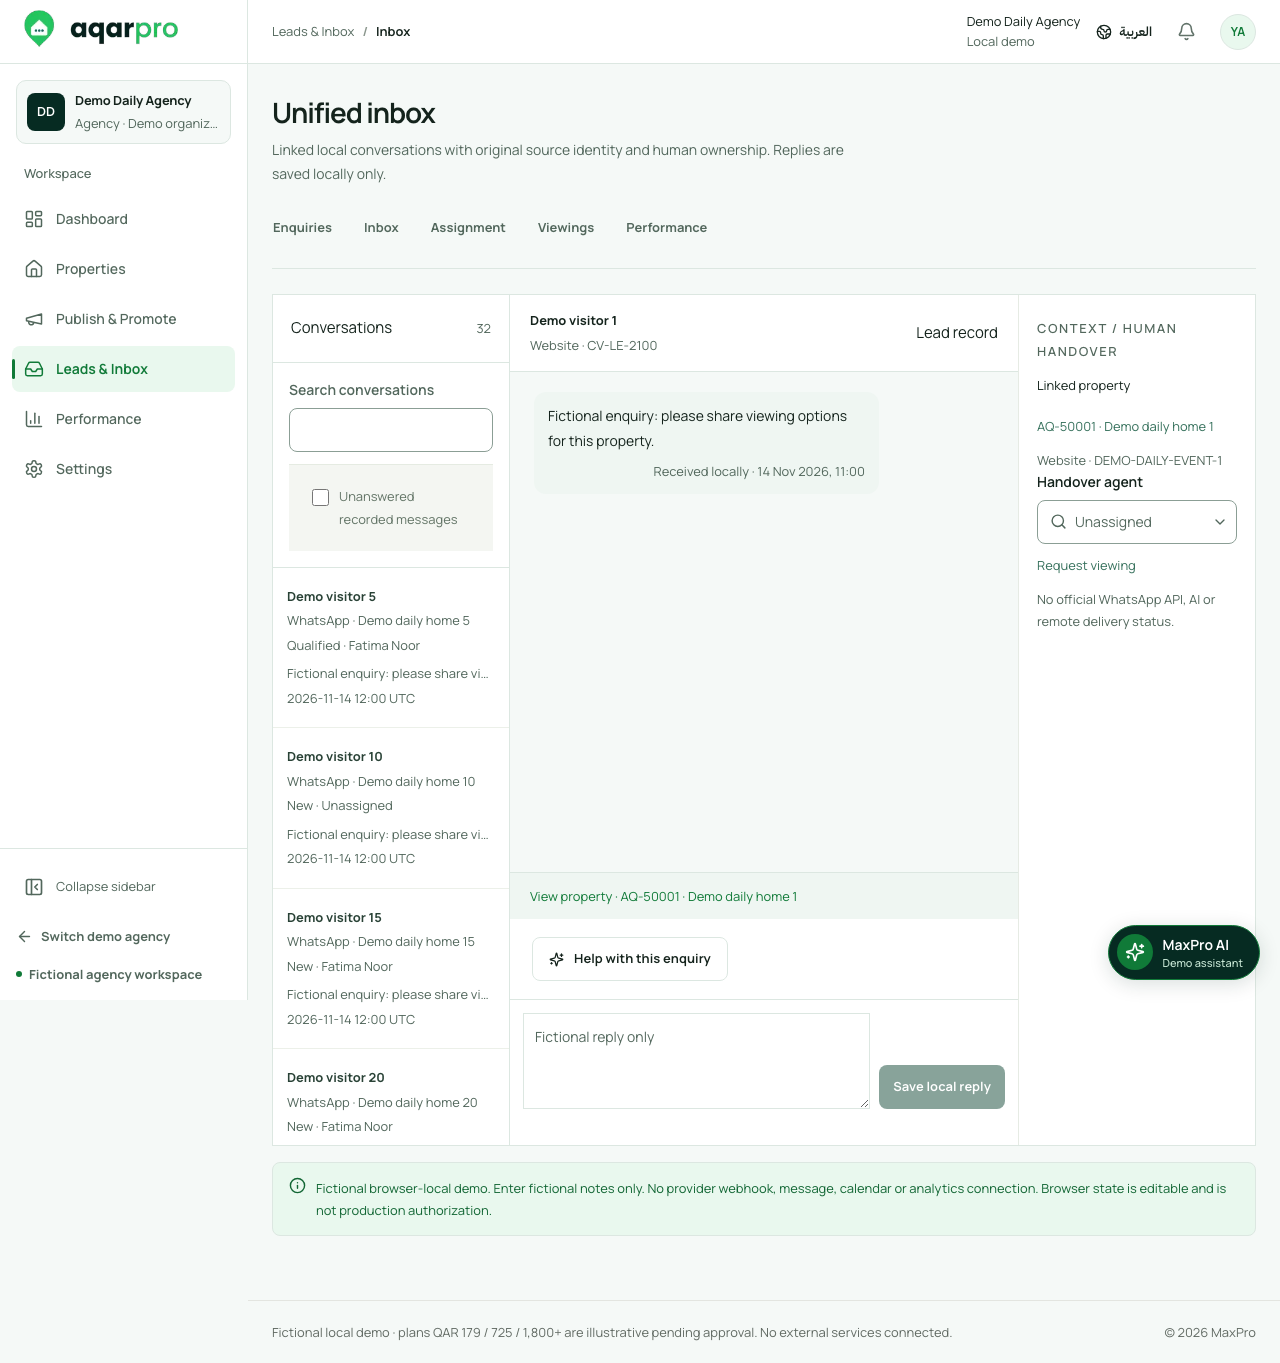 aqarpro
Leads & Inbox / Inbox
Demo Daily Agency
Local demo
العربية
YA
DD
Demo Daily Agency
Agency · Demo organiz...
Workspace
Dashboard
Properties
Publish & Promote
Leads & Inbox
Performance
Settings
Collapse sidebar
Switch demo agency
Fictional agency workspace
Unified inbox
Linked local conversations with original source identity and human ownership. Replies are
saved locally only.
Enquiries
Inbox
Assignment
Viewings
Performance
Conversations
32
Search conversations
Unanswered
recorded messages
Demo visitor 5
WhatsApp · Demo daily home 5
Qualified · Fatima Noor
Fictional enquiry: please share vi...
2026-11-14 12:00 UTC
Demo visitor 10
WhatsApp · Demo daily home 10
New · Unassigned
Fictional enquiry: please share vi...
2026-11-14 12:00 UTC
Demo visitor 15
WhatsApp · Demo daily home 15
New · Fatima Noor
Fictional enquiry: please share vi...
2026-11-14 12:00 UTC
Demo visitor 20
WhatsApp · Demo daily home 20
New · Fatima Noor
Demo visitor 1
Website · CV-LE-2100
Lead record
Fictional enquiry: please share viewing options
for this property.
Received locally · 14 Nov 2026, 11:00
View property · AQ-50001 · Demo daily home 1
Help with this enquiry
Fictional reply only
Save local reply
CONTEXT / HUMAN
HANDOVER
Linked property
AQ-50001 · Demo daily home 1
Website · DEMO-DAILY-EVENT-1
Handover agent
Unassigned
Request viewing
No official WhatsApp API, AI or
remote delivery status.
MaxPro AI
Demo assistant
Fictional browser-local demo. Enter fictional notes only. No provider webhook, message, calendar or analytics connection. Browser state is editable and is
not production authorization.
Fictional local demo · plans QAR 179 / 725 / 1,800+ are illustrative pending approval. No external services connected.
© 2026 MaxPro